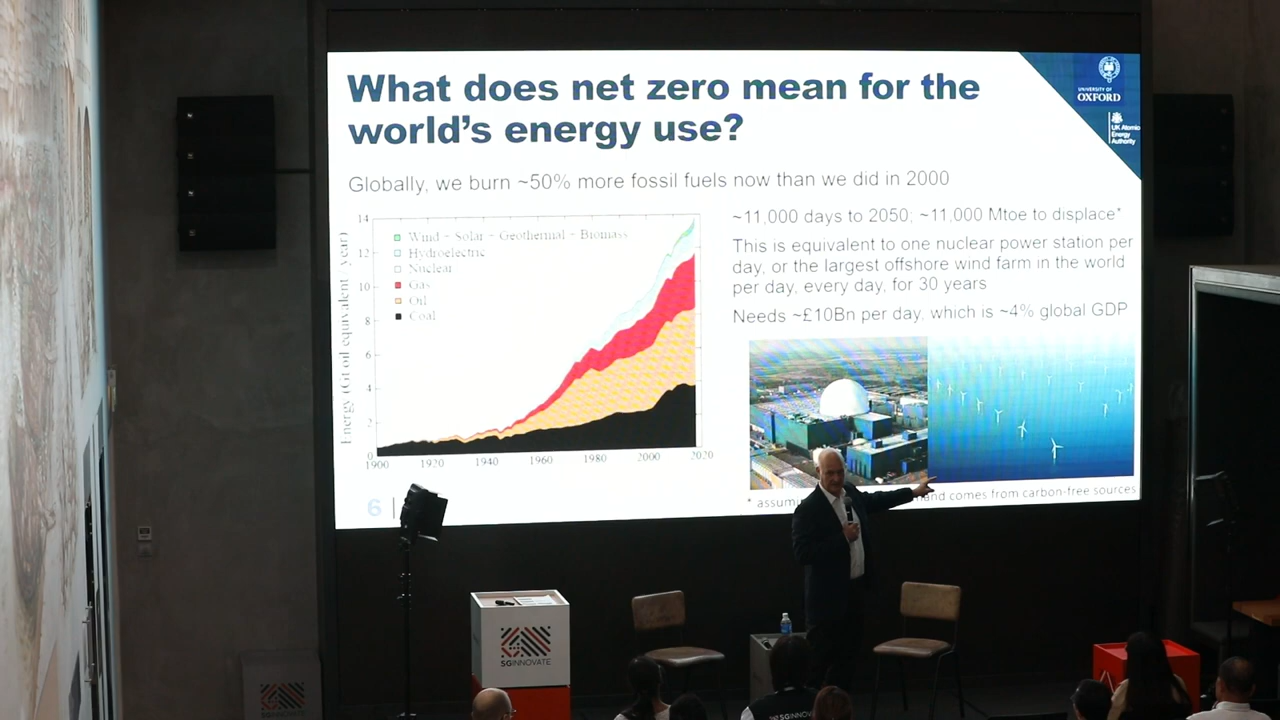 What does net zero mean for the
world's energy use?
UNIVERSITY OF
OXFORD
UK Atomic
Energy
Authority
Globally, we burn ~50% more fossil fuels now than we did in 2000
~11,000 days to 2050; ~11,000 Mtoe to displace*
This is equivalent to one nuclear power station per
day, or the largest offshore wind farm in the world
per day, every day, for 30 years
Needs ~£10Bn per day, which is ~4% global GDP
Energy (Gt oil equivalent / year)
14
12
10
8
6
4
2
0
Wind - Solar - Geothermal - Biomass
Hydroelectric
Nuclear
Gas
Oil
Coal
1900 1920 1940 1960 1980 2000 2020
* assum
and comes from carbon-free sources
6
SGINNOVATE
SGINNOVATE
SGINNOV